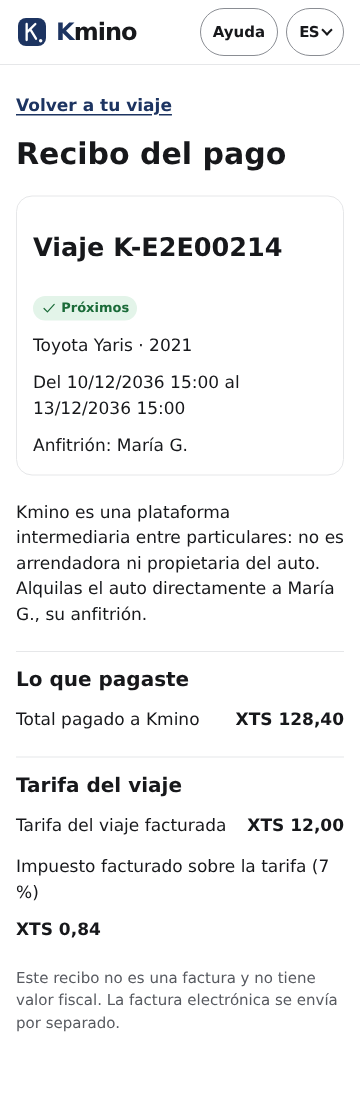 K. Kmino
Ayuda
ES
Volver a tu viaje
Recibo del pago
Viaje K-E2E00214
Próximos
Toyota Yaris · 2021
Del 10/12/2036 15:00 al
13/12/2036 15:00
Anfitrión: María G.
Kmino es una plataforma
intermediaria entre particulares: no es
arrendadora ni propietaria del auto.
Alquilas el auto directamente a María
G., su anfitrión.
Lo que pagaste
Total pagado a Kmino XTS 128,40
Tarifa del viaje
Tarifa del viaje facturada XTS 12,00
Impuesto facturado sobre la tarifa (7
%)
XTS 0,84
Este recibo no es una factura y no tiene
valor fiscal. La factura electrónica se envía
por separado.